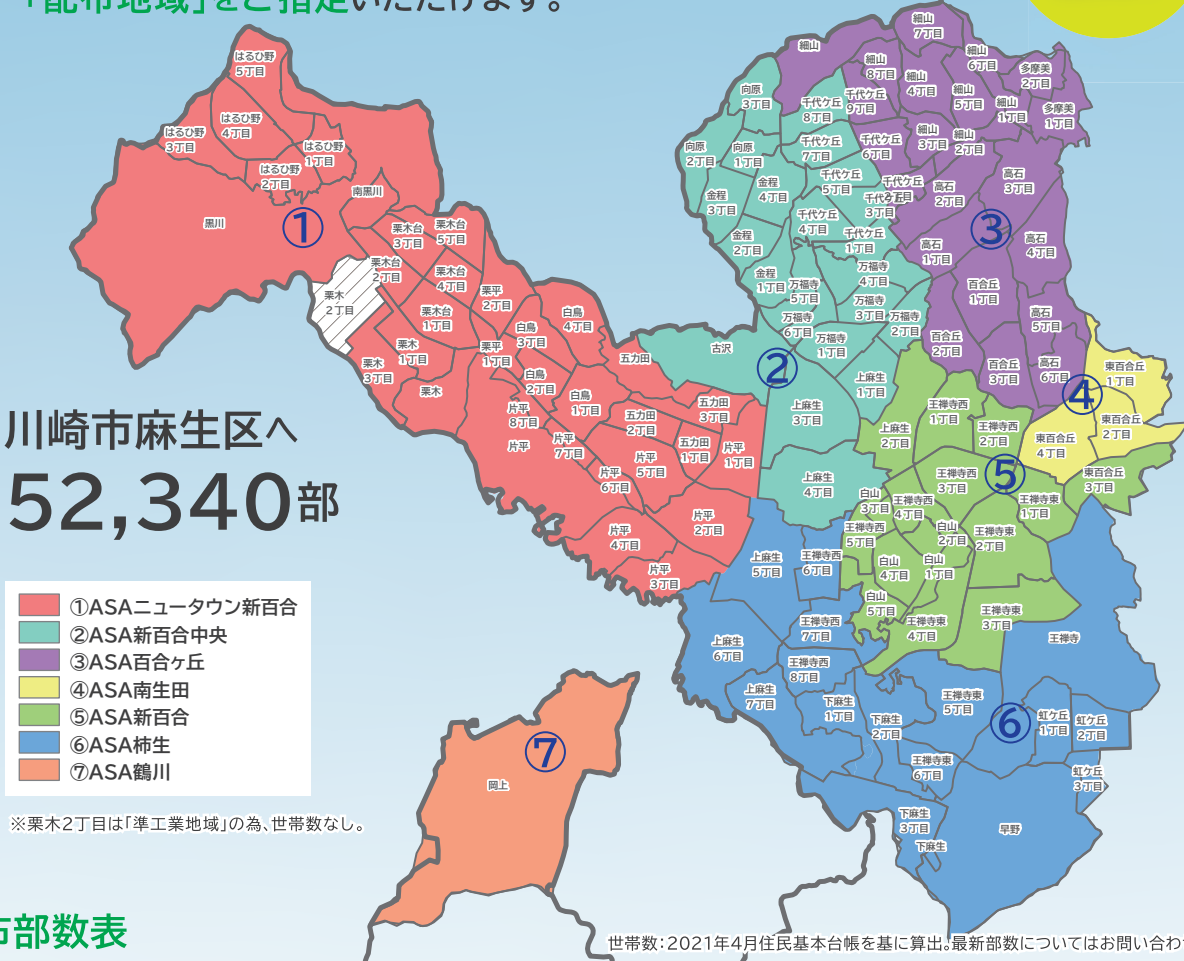 「配布地域」をご指定いただけます。
はるひ野
5丁目
はるひ野
4丁目
はるひ野
3丁目
はるひ野
1丁目
はるひ野
2丁目
南黒川
黒川
①
栗木台
3丁目
栗木台
5丁目
栗木台
2丁目
栗木台
4丁目
栗木
2丁目
栗木台
1丁目
栗平
2丁目
栗木
1丁目
栗平
1丁目
栗木
3丁目
栗木
白鳥
4丁目
白鳥
3丁目
白鳥
2丁目
白鳥
1丁目
五力田
五力田
3丁目
五力田
2丁目
五力田
1丁目
片平
8丁目
片平
片平
7丁目
片平
6丁目
片平
5丁目
片平
1丁目
片平
2丁目
片平
4丁目
片平
3丁目
向原
3丁目
向原
2丁目
向原
1丁目
金程
4丁目
金程
3丁目
金程
2丁目
金程
1丁目
千代ケ丘
8丁目
千代ケ丘
7丁目
千代ケ丘
5丁目
千代ケ丘
4丁目
千代ケ丘
3丁目
千代ケ丘
1丁目
万福寺
4丁目
万福寺
5丁目
万福寺
3丁目
万福寺
2丁目
万福寺
6丁目
万福寺
1丁目
古沢
②
上麻生
1丁目
上麻生
3丁目
上麻生
4丁目
細山
細山
7丁目
細山
8丁目
細山
6丁目
細山
4丁目
細山
5丁目
細山
1丁目
細山
3丁目
細山
2丁目
多摩美
2丁目
多摩美
1丁目
千代ケ丘
9丁目
千代ケ丘
6丁目
千代ケ丘
高石
3丁目
高石
2丁目
③
高石
1丁目
高石
4丁目
百合丘
1丁目
高石
5丁目
百合丘
2丁目
百合丘
3丁目
高石
6丁目
④
東百合丘
1丁目
東百合丘
2丁目
東百合丘
4丁目
東百合丘
3丁目
上麻生
2丁目
王禅寺西
1丁目
王禅寺西
2丁目
⑤
王禅寺西
3丁目
白山
3丁目
王禅寺西
4丁目
王禅寺東
1丁目
王禅寺西
5丁目
白山
2丁目
王禅寺東
2丁目
白山
4丁目
白山
1丁目
白山
5丁目
王禅寺東
4丁目
王禅寺東
3丁目
上麻生
5丁目
王禅寺西
6丁目
王禅寺西
7丁目
上麻生
6丁目
王禅寺西
8丁目
上麻生
7丁目
下麻生
1丁目
下麻生
2丁目
王禅寺
王禅寺東
5丁目
⑥
虹ケ丘
1丁目
虹ケ丘
2丁目
王禅寺東
6丁目
虹ケ丘
3丁目
下麻生
3丁目
下麻生
早野
⑦
岡上
川崎市麻生区へ
52,340部
①ASAニュータウン新百合
②ASA新百合中央
③ASA百合ヶ丘
④ASA南生田
⑤ASA新百合
⑥ASA柿生
⑦ASA鶴川
※栗木2丁目は「準工業地域」の為、世帯数なし。
布部数表
世帯数：2021年4月住民基本台帳を基に算出。最新部数についてはお問い合わ